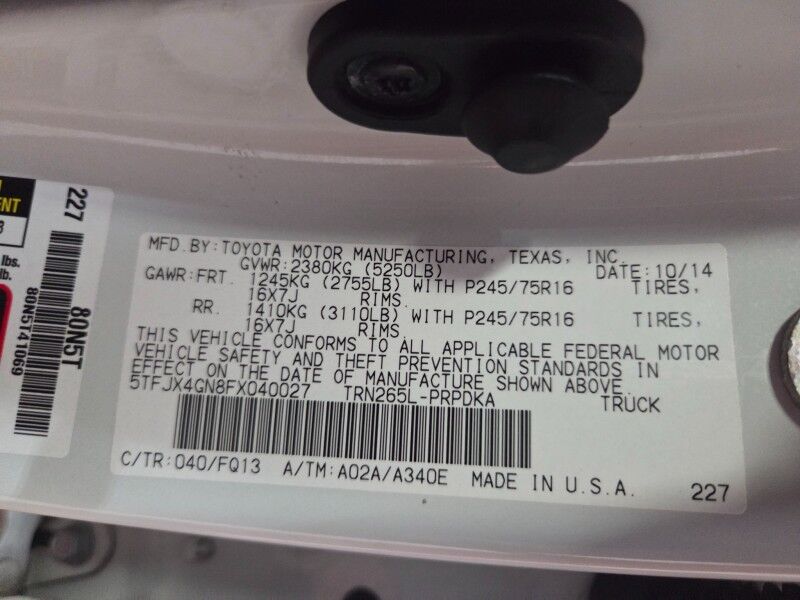 MFD.BY:TOYOTA MOTOR MANUFACTURING, TEXAS, INC.
GVWR:2380KG (5250LB) DATE:10/14
GAWR:FRT. 1245KG (2755LB) WITH P245/75R16 TIRES,
16X7J RIMS.
RR. 1410KG (3110LB) WITH P245/75R16 TIRES,
16X7J RIMS.
THIS VEHICLE CONFORMS TO ALL APPLICABLE FEDERAL MOTOR
VEHICLE SAFETY AND THEFT PREVENTION STANDARDS IN
EFFECT ON THE DATE OF MANUFACTURE SHOWN ABOVE.
5TFJX4GN8FX040027 TRN265L-PRPDKA TRUCK
C/TR:040/FQ13 A/TM:A02A/A340E MADE IN U.S.A.
227
227
80N5T
80N5T41069
lbs.
lb.